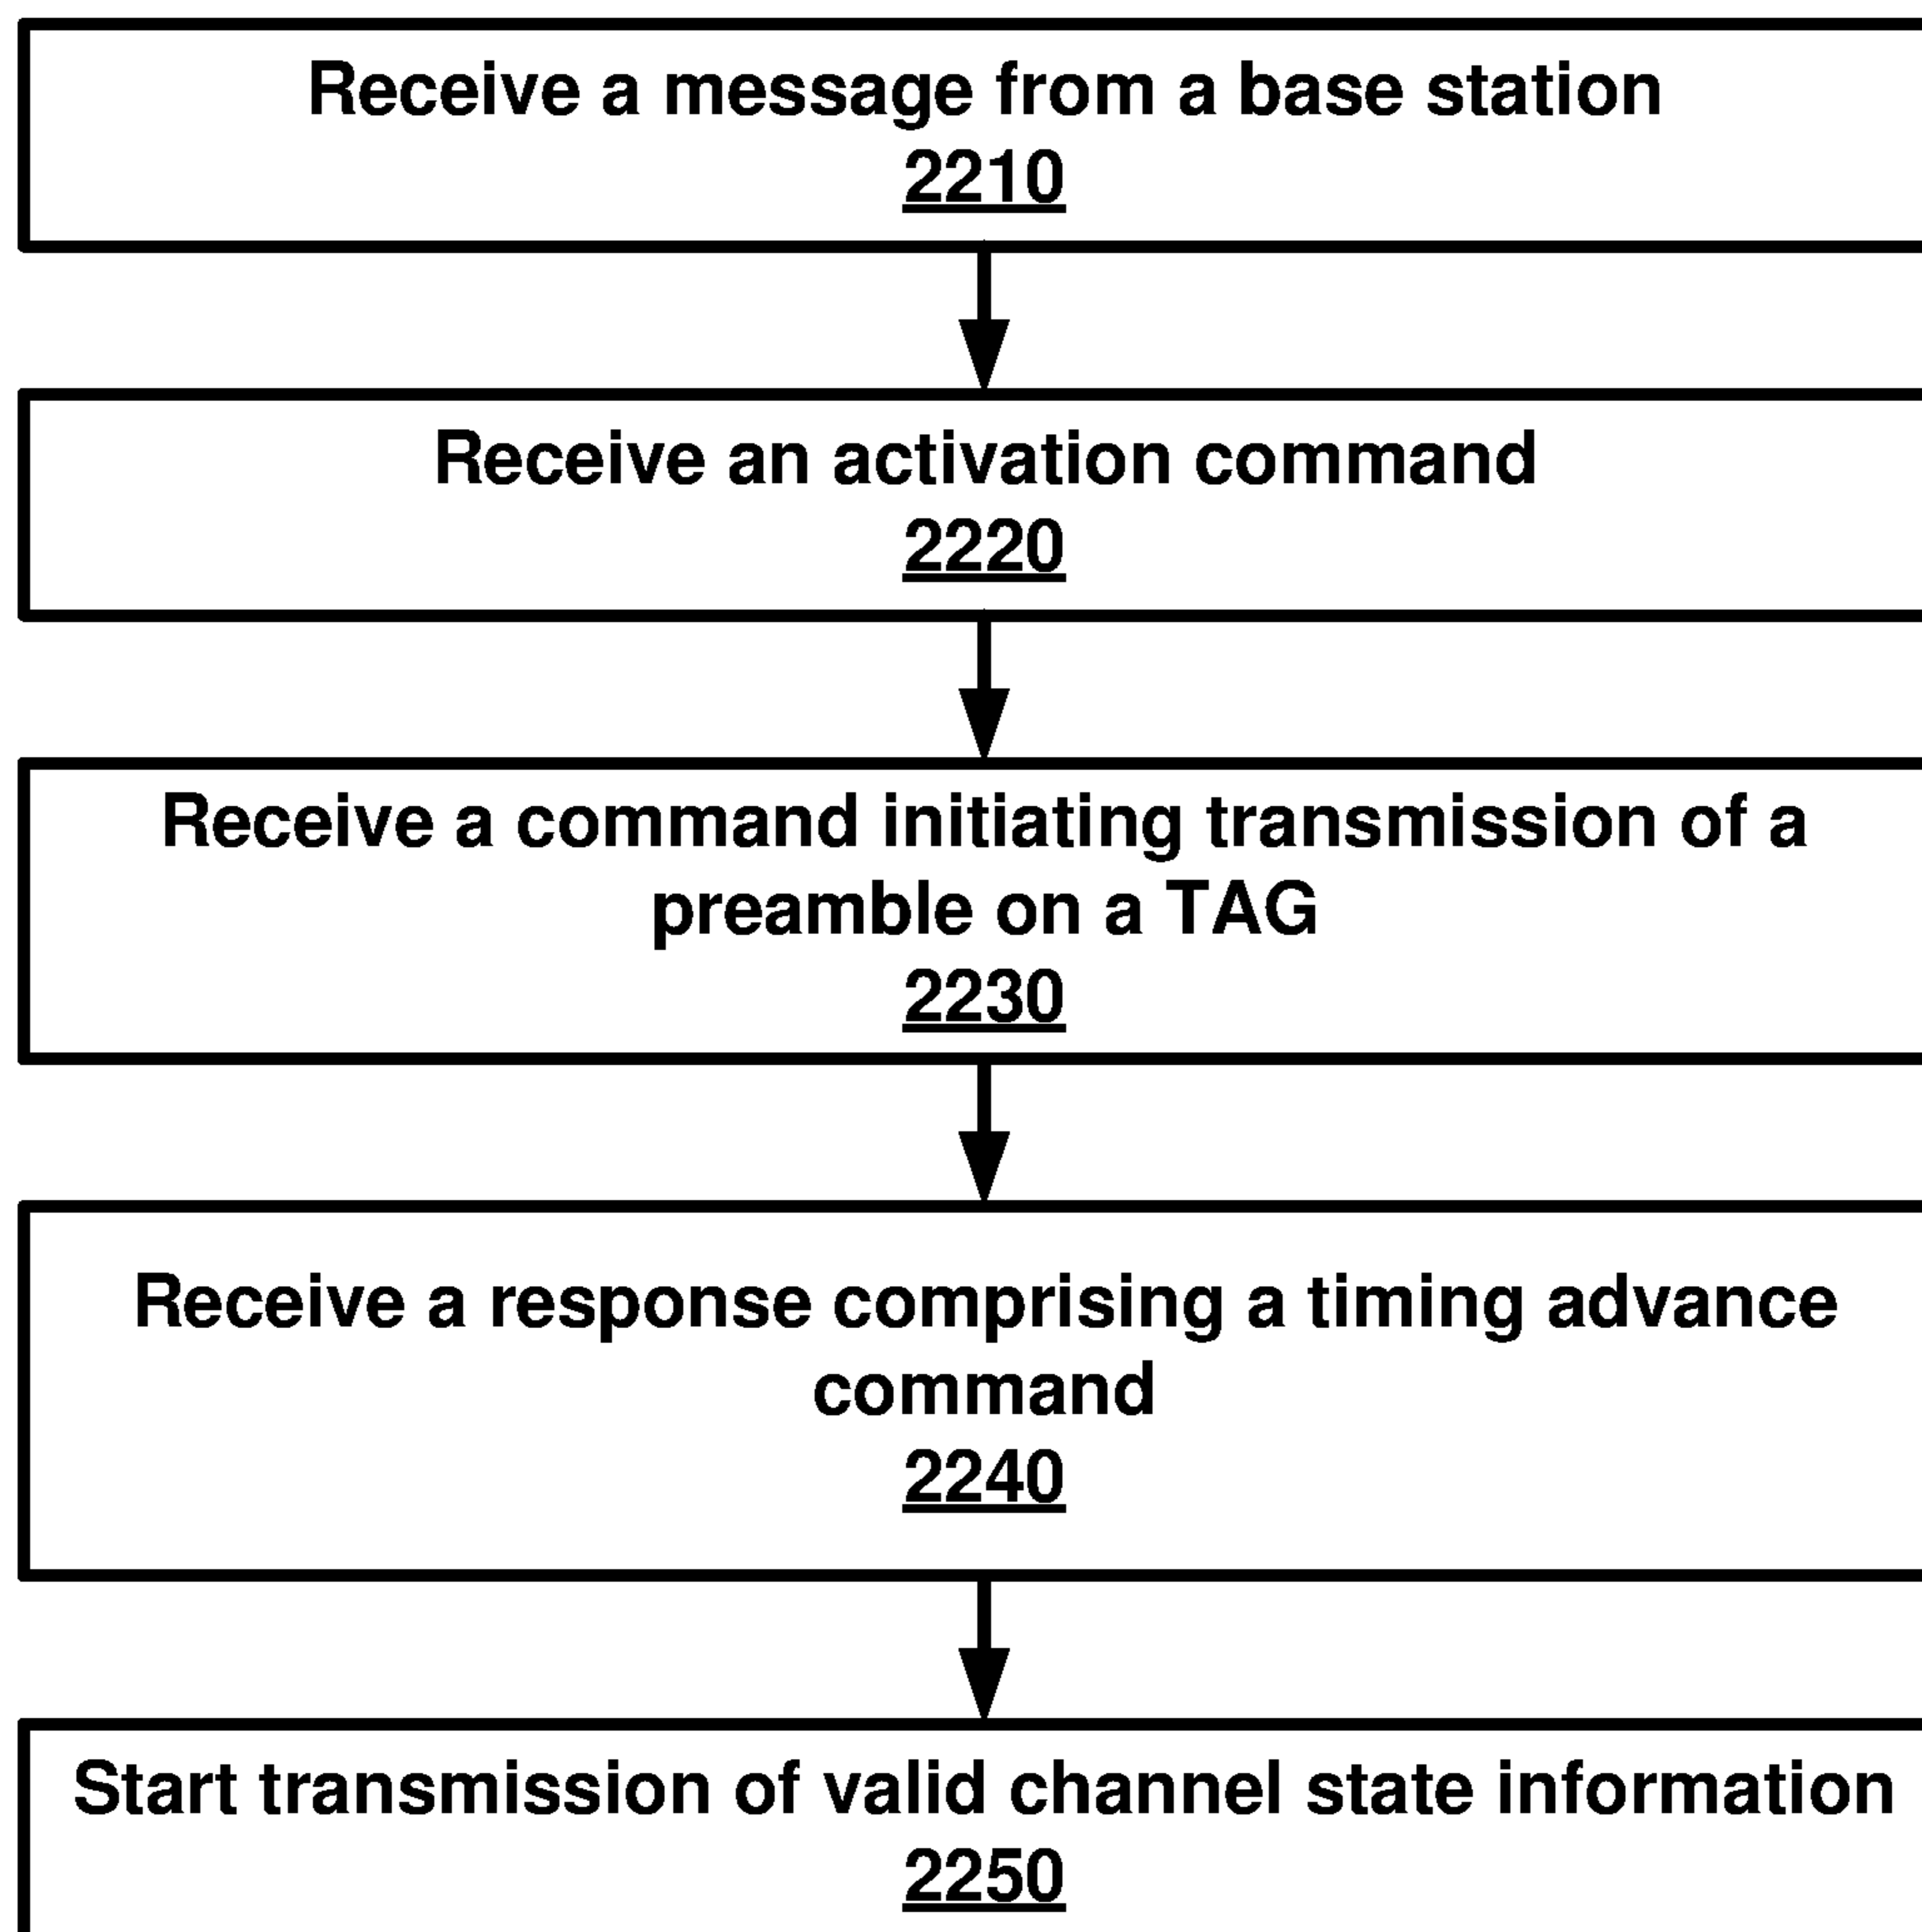 Receive a message from a base station
2210
Receive an activation command
2220
Receive a command initiating transmission of a
preamble on a TAG
2230
Receive a response comprising a timing advance
command
2240
Start transmission of valid channel state information
2250